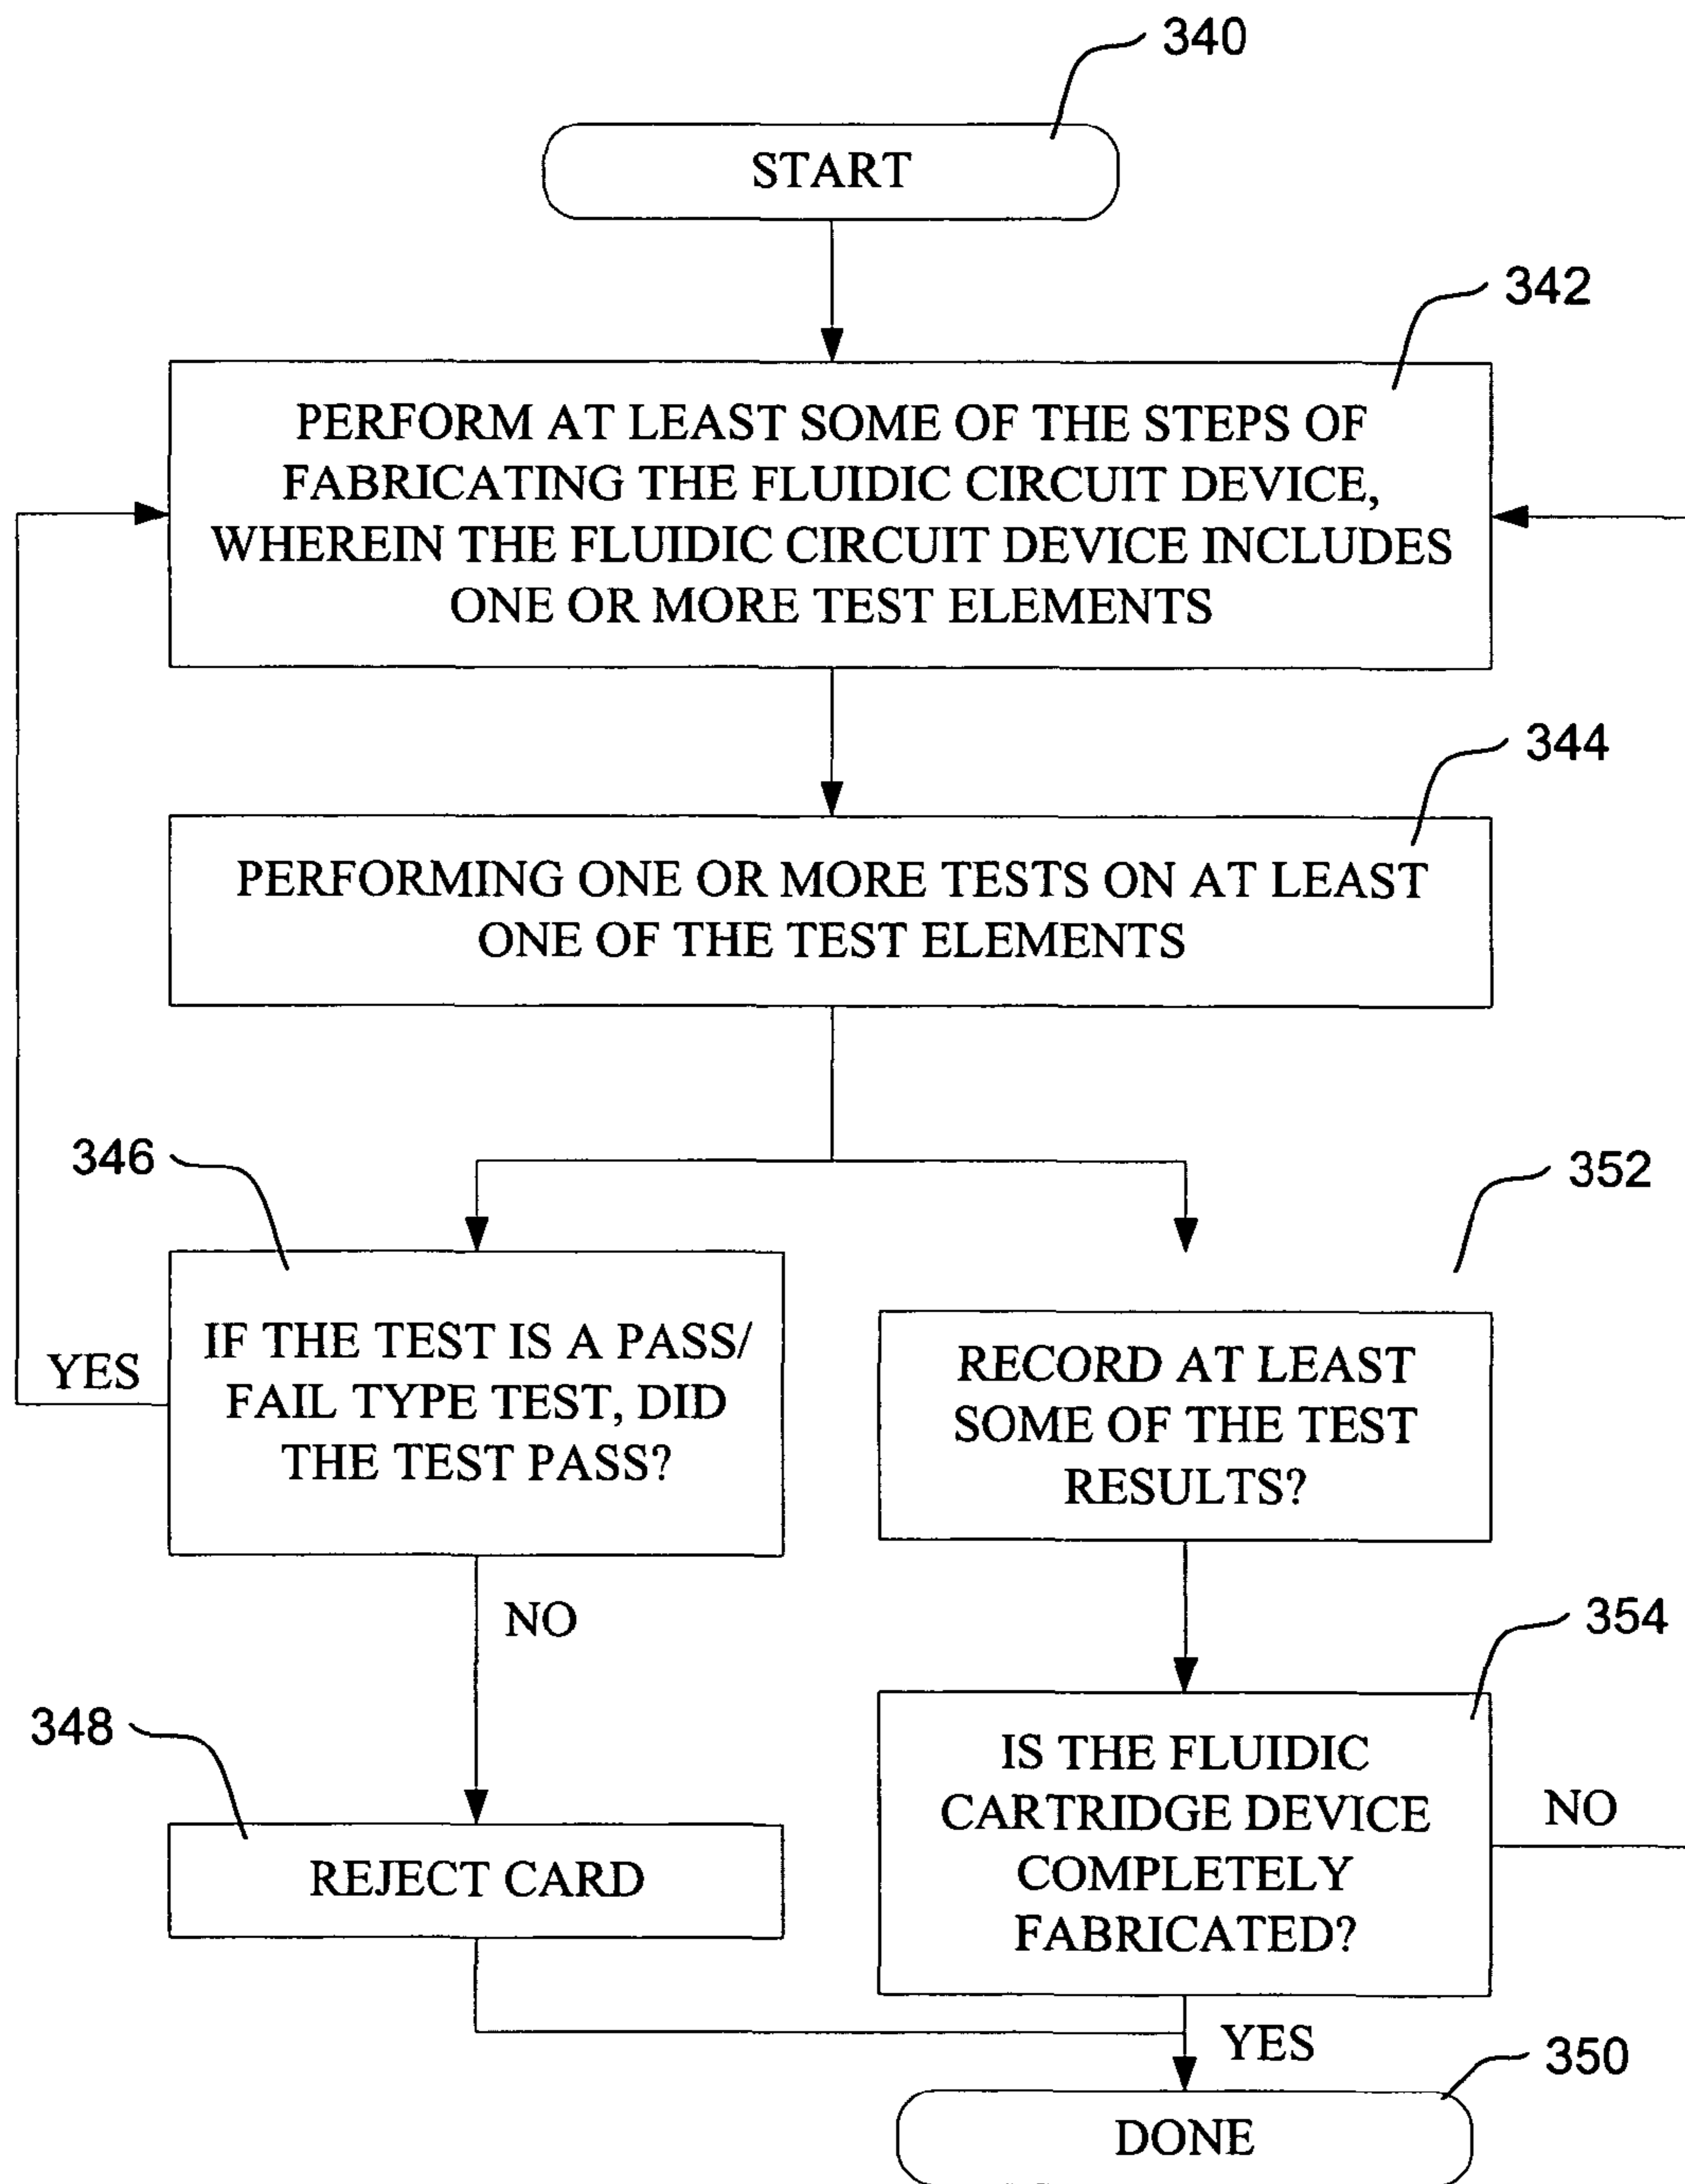 340
START
342
PERFORM AT LEAST SOME OF THE STEPS OF
FABRICATING THE FLUIDIC CIRCUIT DEVICE,
WHEREIN THE FLUIDIC CIRCUIT DEVICE INCLUDES
ONE OR MORE TEST ELEMENTS
344
PERFORMING ONE OR MORE TESTS ON AT LEAST
ONE OF THE TEST ELEMENTS
346
352
IF THE TEST IS A PASS/
FAIL TYPE TEST, DID
THE TEST PASS?
YES
RECORD AT LEAST
SOME OF THE TEST
RESULTS?
NO
354
348
IS THE FLUIDIC
CARTRIDGE DEVICE
COMPLETELY
FABRICATED?
NO
REJECT CARD
YES
350
DONE